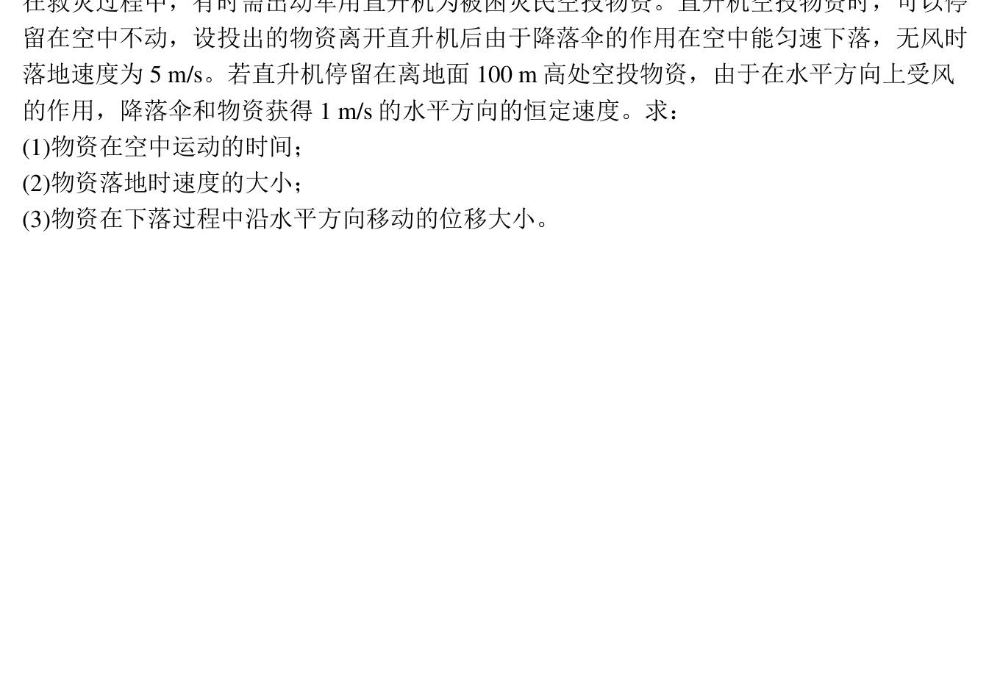 在救灾过程中，有时需出动军用直升机为被困灾民空投物资。直升机空投物资时，可以停
留在空中不动，设投出的物资离开直升机后由于降落伞的作用在空中能匀速下落，无风时
落地速度为 5 m/s。若直升机停留在离地面 100 m 高处空投物资，由于在水平方向上受风
的作用，降落伞和物资获得 1 m/s 的水平方向的恒定速度。求：
(1)物资在空中运动的时间；
(2)物资落地时速度的大小；
(3)物资在下落过程中沿水平方向移动的位移大小。